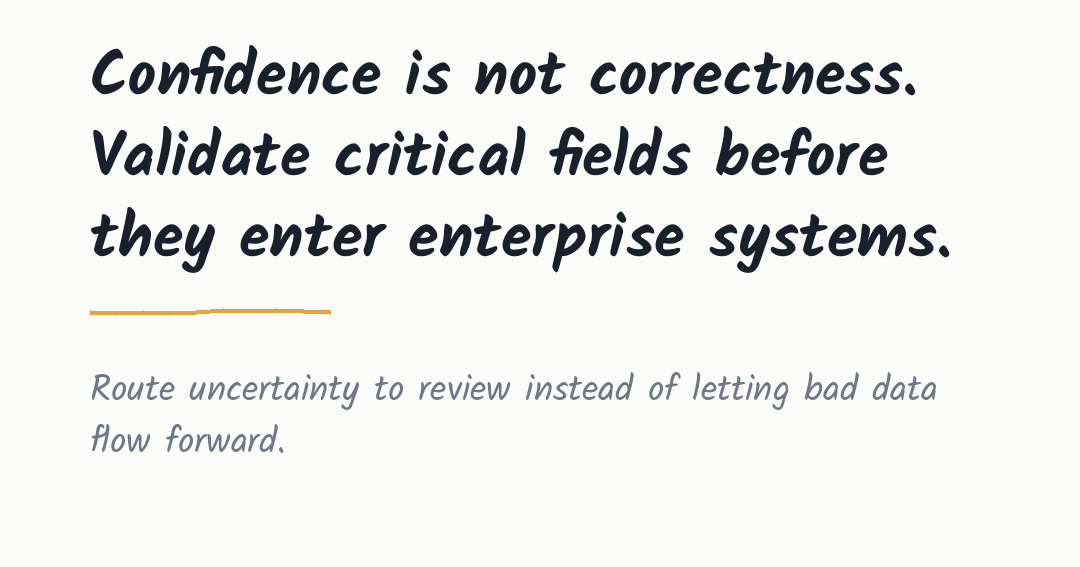 Confidence is not correctness.
Validate critical fields before
they enter enterprise systems.
Route uncertainty to review instead of letting bad data
flow forward.